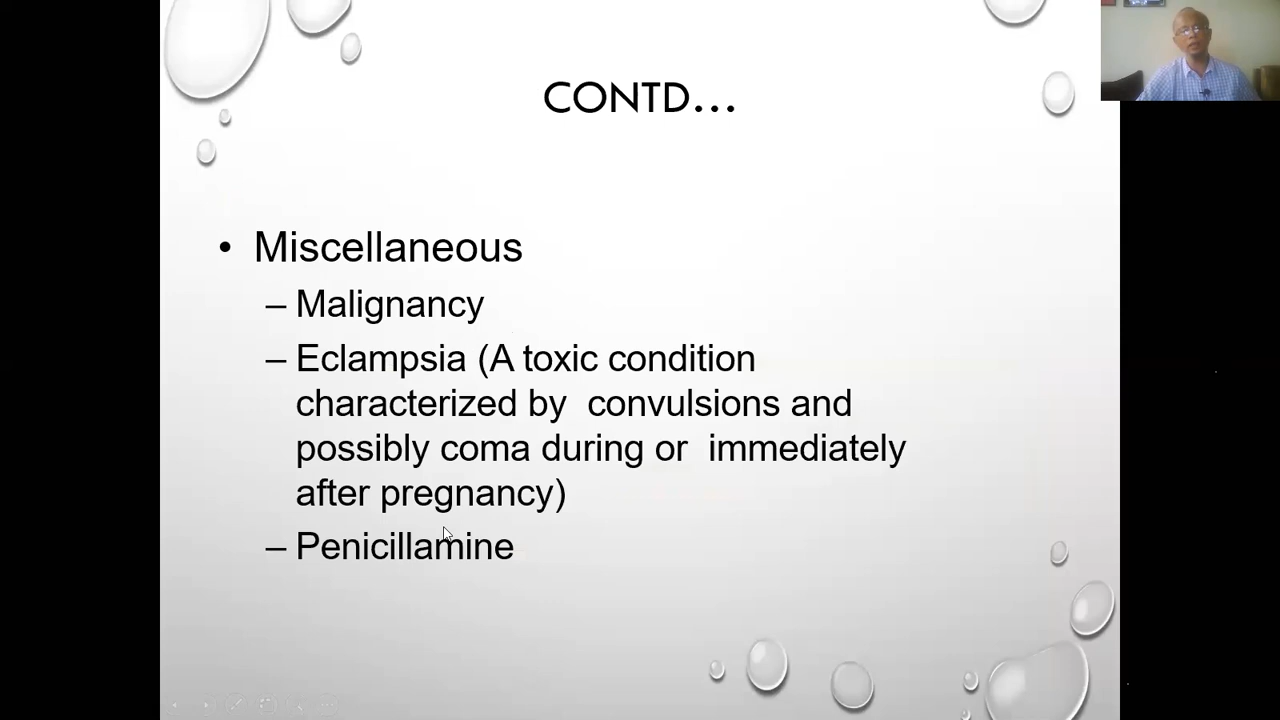 CONTD...
• Miscellaneous
– Malignancy
– Eclampsia (A toxic condition
characterized by  convulsions and
possibly coma during or  immediately
after pregnancy)
– Penicillamine